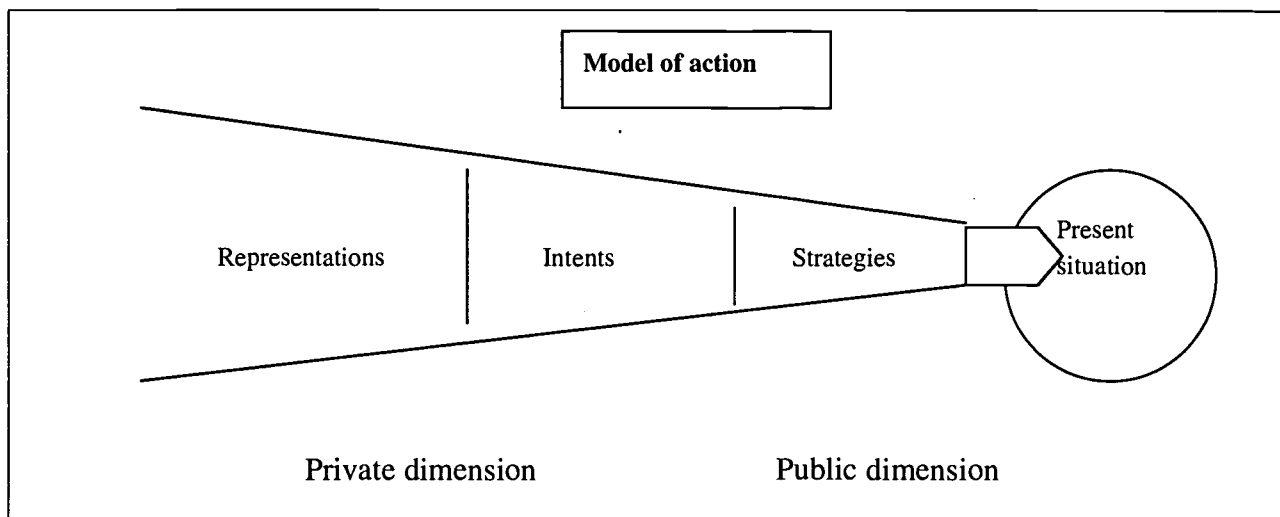 Model of action
Representations
Intents
Strategies
Present
situation
Private dimension
Public dimension